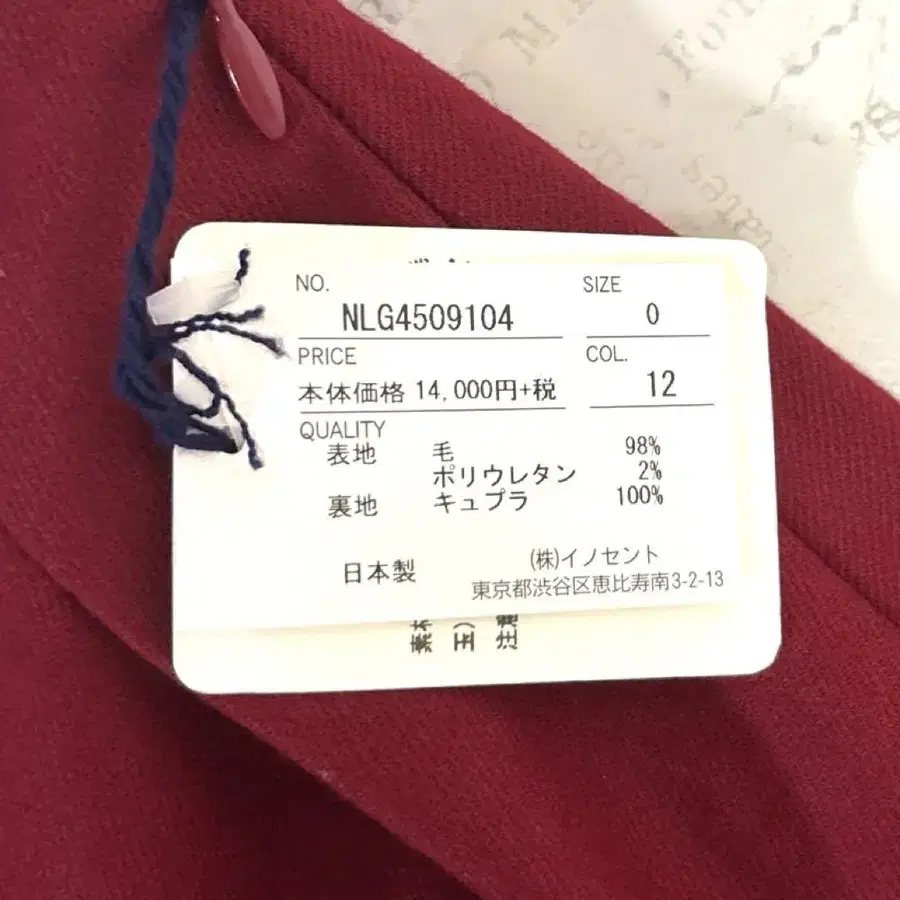 NO.
SIZE
NLG4509104
0
PRICE
COL.
本体価格 14,000円+税
12
QUALITY
表地 毛 98%
ポリウレタン 2%
裏地 キュプラ 100%
日本製
(株)イノセント
東京都渋谷区恵比寿南3-2-13